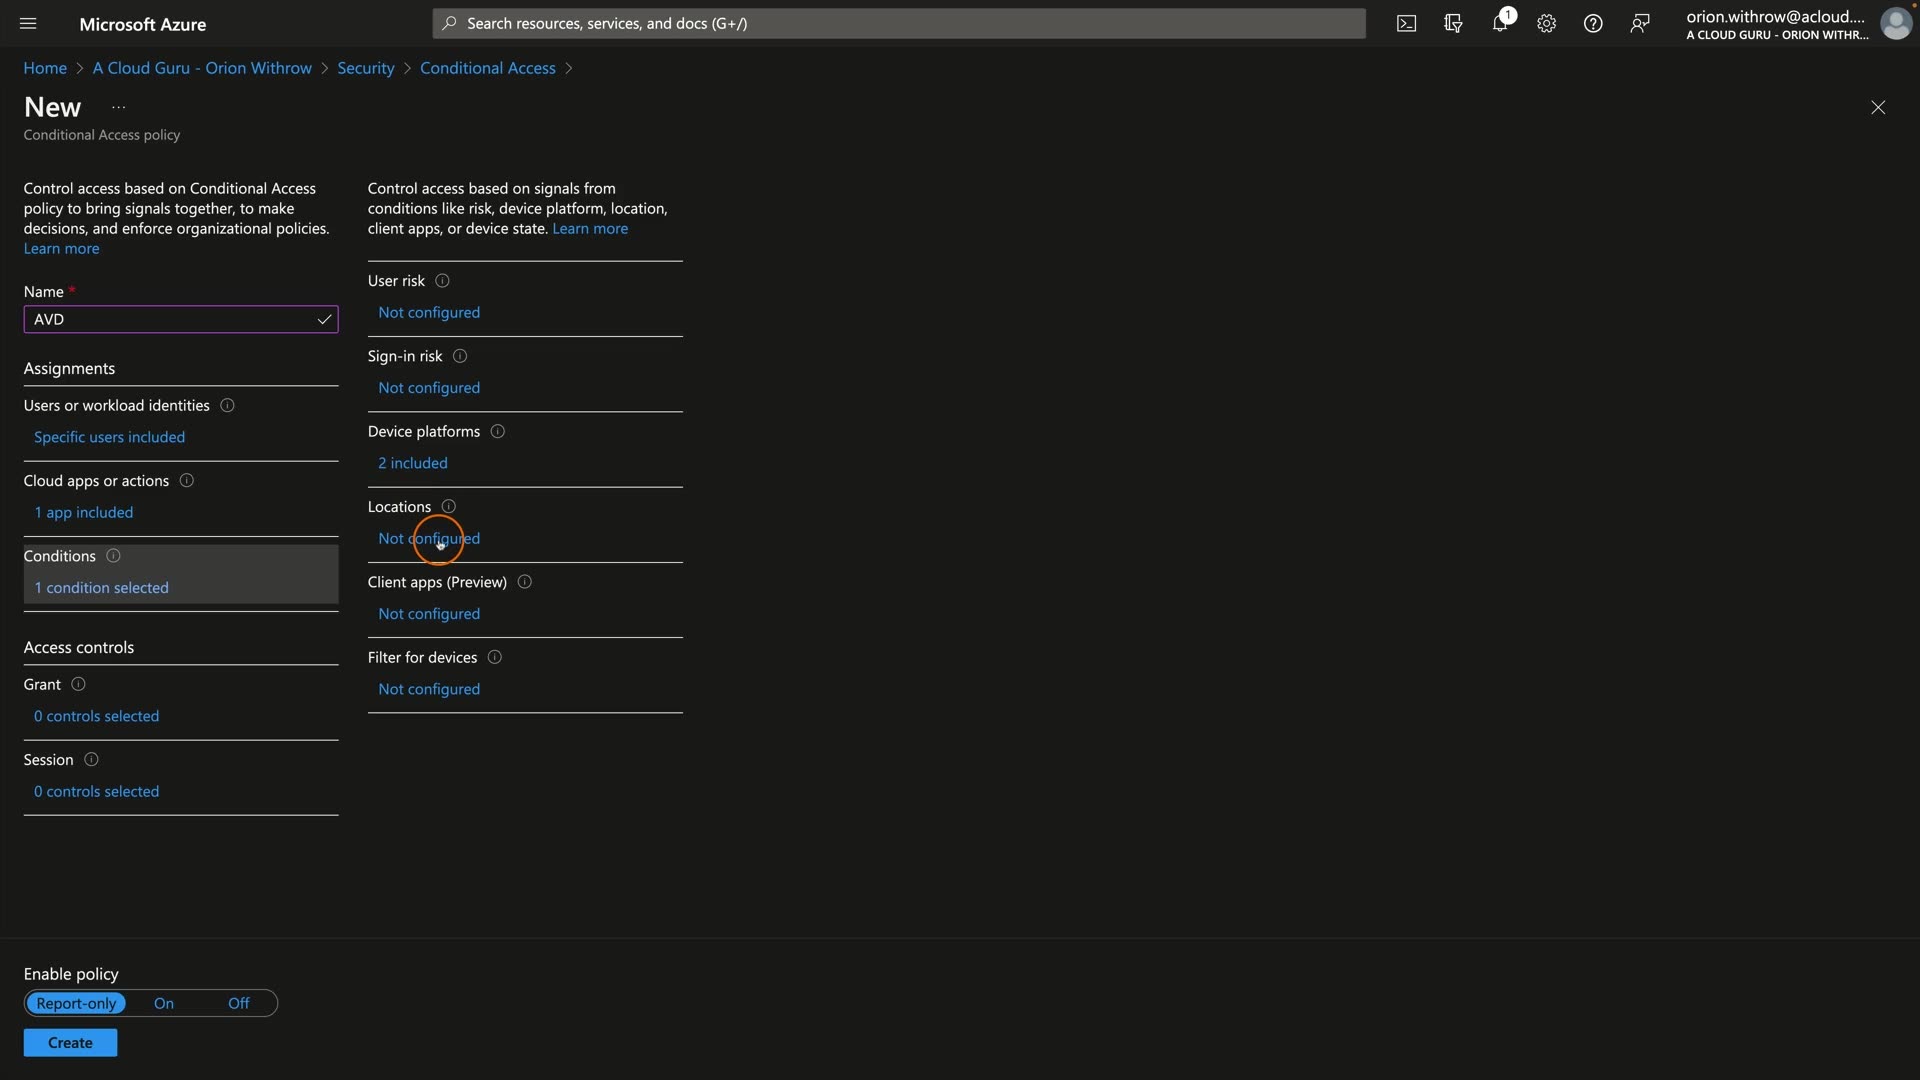 Microsoft Azure
Search resources, services, and docs (G+/)
1
orion.withrow@acloud....
A CLOUD GURU - ORION WITHR...
Home > A Cloud Guru - Orion Withrow > Security > Conditional Access >
New ...
Conditional Access policy
Control access based on Conditional Access
policy to bring signals together, to make
decisions, and enforce organizational policies.
Learn more
Name *
AVD
Assignments
Users or workload identities
Specific users included
Cloud apps or actions
1 app included
Conditions
1 condition selected
Access controls
Grant
0 controls selected
Session
0 controls selected
Control access based on signals from
conditions like risk, device platform, location,
client apps, or device state. Learn more
User risk
Not configured
Sign-in risk
Not configured
Device platforms
2 included
Locations
Not configured
Client apps (Preview)
Not configured
Filter for devices
Not configured
Enable policy
Report-only On Off
Create